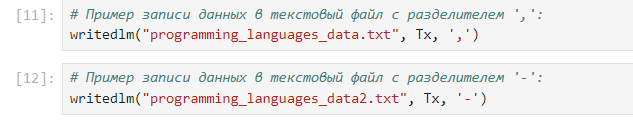 [11]: # Пример записи данных в текстовый файл с разделителем ',':
writedlm("programming_languages_data.txt", Tx, ',')
[12]: # Пример записи данных в текстовый файл с разделителем '-':
writedlm("programming_languages_data2.txt", Tx, '-')